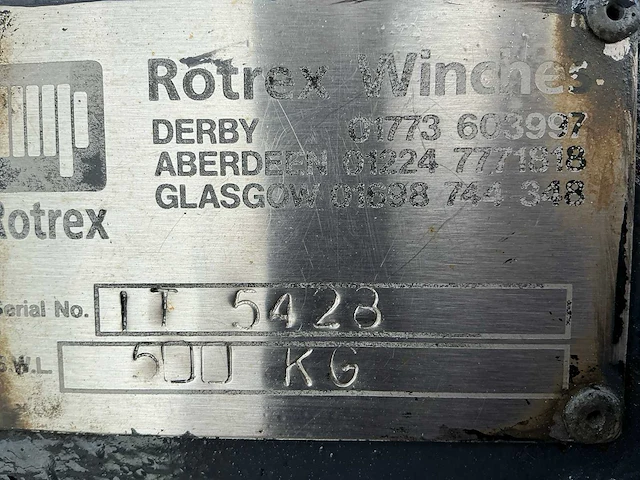 Rotrex Winches
DERBY 01773 603997
ABERDEEN 01224 7771818
GLASGOW 01698 744 348
Rotrex
Serial No. IT 5428
S.W.L 500 KG